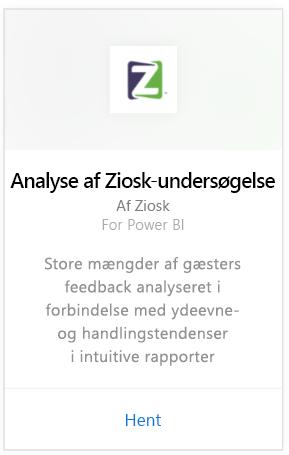 Z
Analyse af Ziosk-undersøgelse
Af Ziosk
For Power BI
Store mængder af gæsters
feedback analyseret i
forbindelse med ydeevne-
og handlingstendenser
i intuitive rapporter
Hent